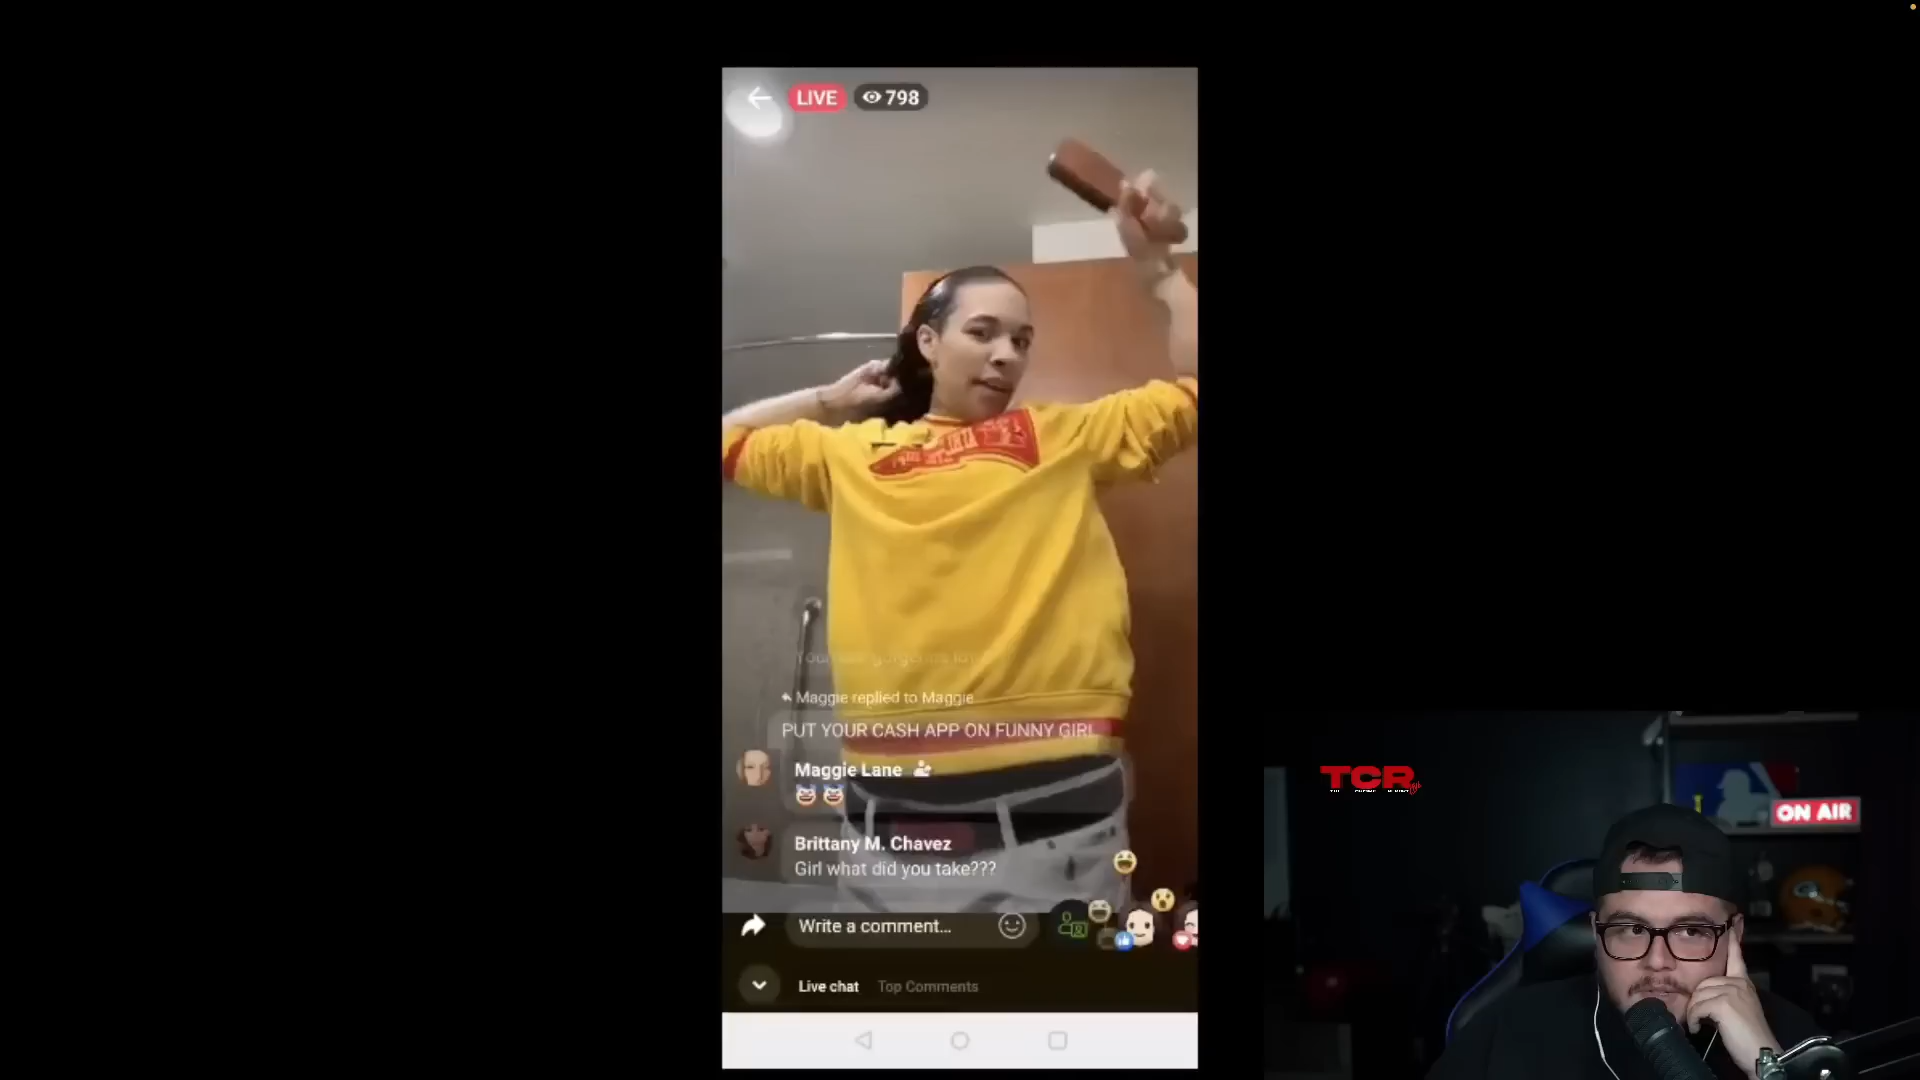 LIVE
798
Maggie replied to Maggie
PUT YOUR CASH APP ON FUNNY GIRL
Maggie Lane
Brittany M. Chavez
Girl what did you take???
Write a comment...
Live chat Top Comments
TCR
ON AIR